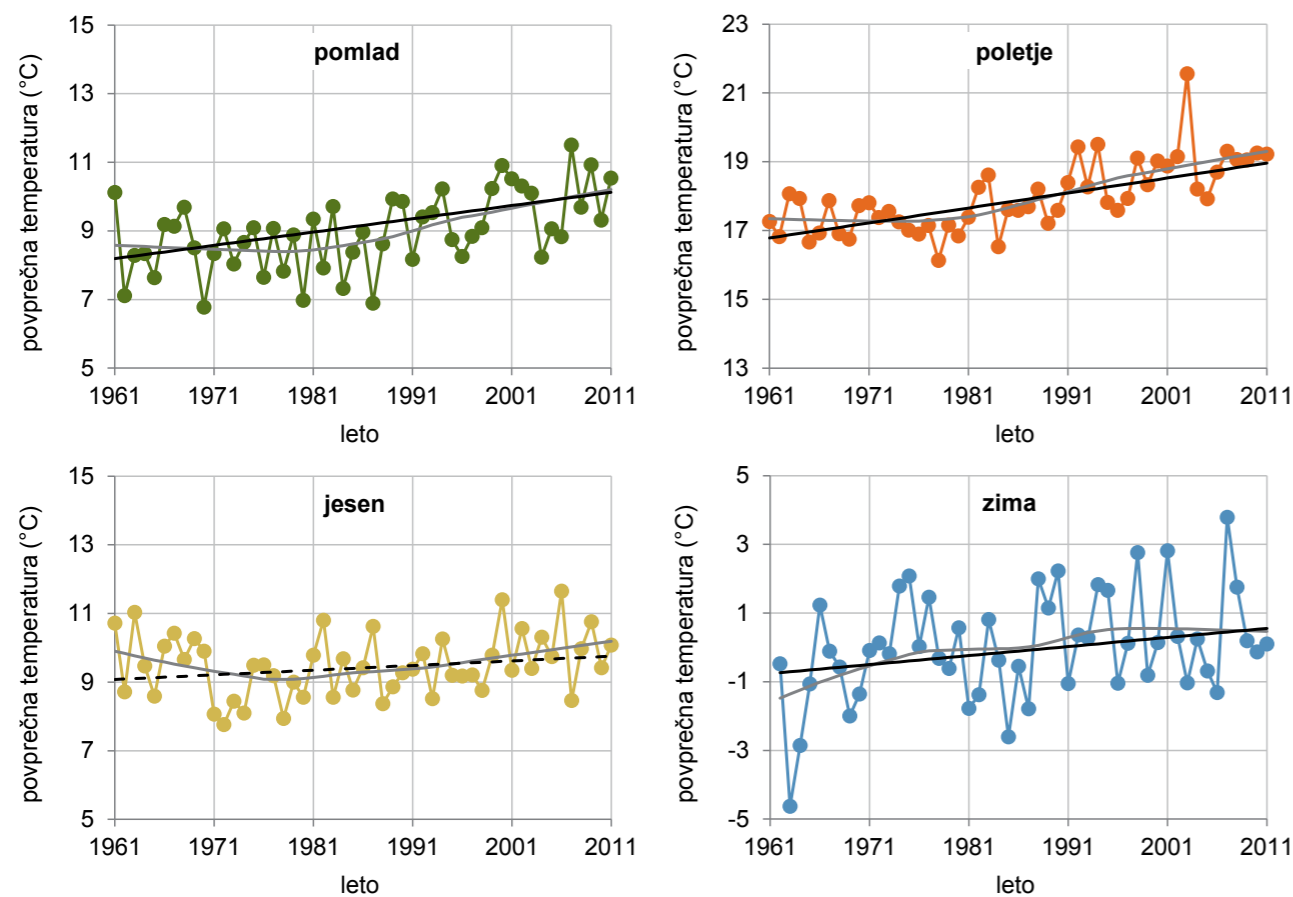 pomlad
povprečna temperatura (°C)
15
13
11
9
7
5
1961 1971 1981 1991 2001 2011
leto
poletje
povprečna temperatura (°C)
23
21
19
17
15
13
1961 1971 1981 1991 2001 2011
leto
jesen
povprečna temperatura (°C)
15
13
11
9
7
5
1961 1971 1981 1991 2001 2011
leto
zima
povprečna temperatura (°C)
5
3
1
-1
-3
-5
1961 1971 1981 1991 2001 2011
leto